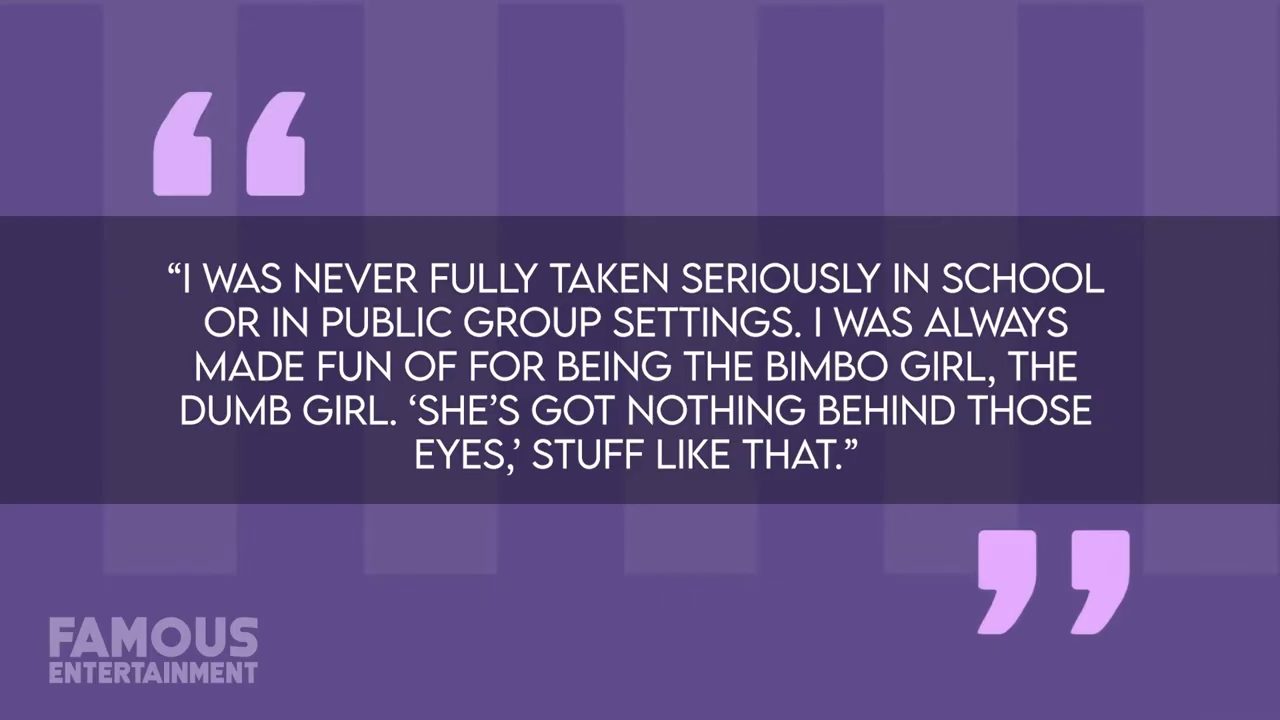 “I WAS NEVER FULLY TAKEN SERIOUSLY IN SCHOOL
OR IN PUBLIC GROUP SETTINGS. I WAS ALWAYS
MADE FUN OF FOR BEING THE BIMBO GIRL, THE
DUMB GIRL. ‘SHE’S GOT NOTHING BEHIND THOSE
EYES,’ STUFF LIKE THAT.”
FAMOUS
ENTERTAINMENT